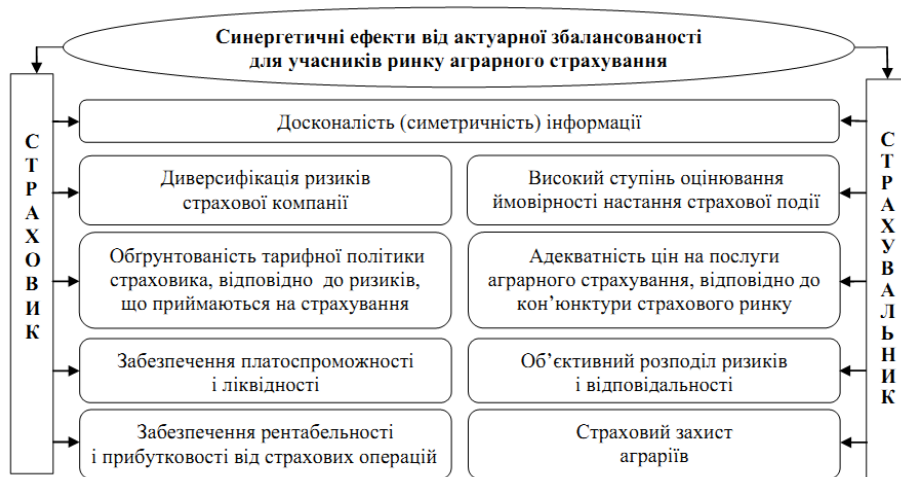 Синергетичні ефекти від актуарної збалансованості
для учасників ринку аграрного страхування
СТРАХОВИК
Досконалість (симетричність) інформації
Диверсифікація ризиків
страхової компанії
Високий ступінь оцінювання
ймовірності настання страхової події
Обґрунтованість тарифної політики
страховика, відповідно до ризиків,
що приймаються на страхування
Адекватність цін на послуги
аграрного страхування, відповідно до
кон’юнктури страхового ринку
Забезпечення платоспроможності
і ліквідності
Об’єктивний розподіл ризиків
і відповідальності
Забезпечення рентабельності
і прибутковості від страхових операцій
Страховий захист
аграріїв
СТРАХУВАЛЬНИК